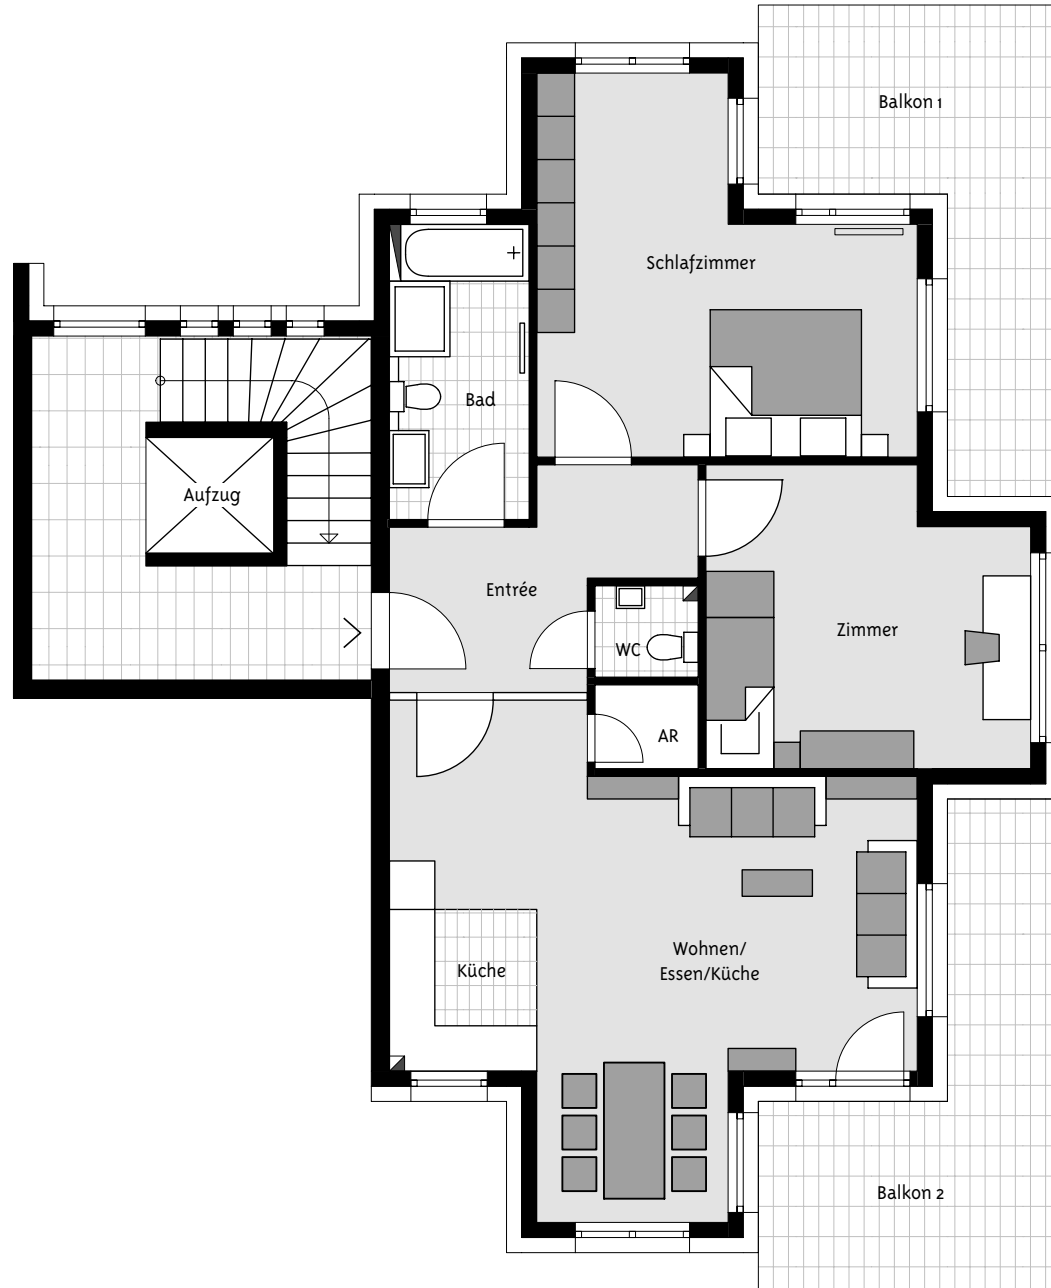 Balkon 1
Schlafzimmer
Bad
Aufzug
Entrée
Zimmer
WC
AR
Wohnen/
Essen/Küche
Küche
Balkon 2